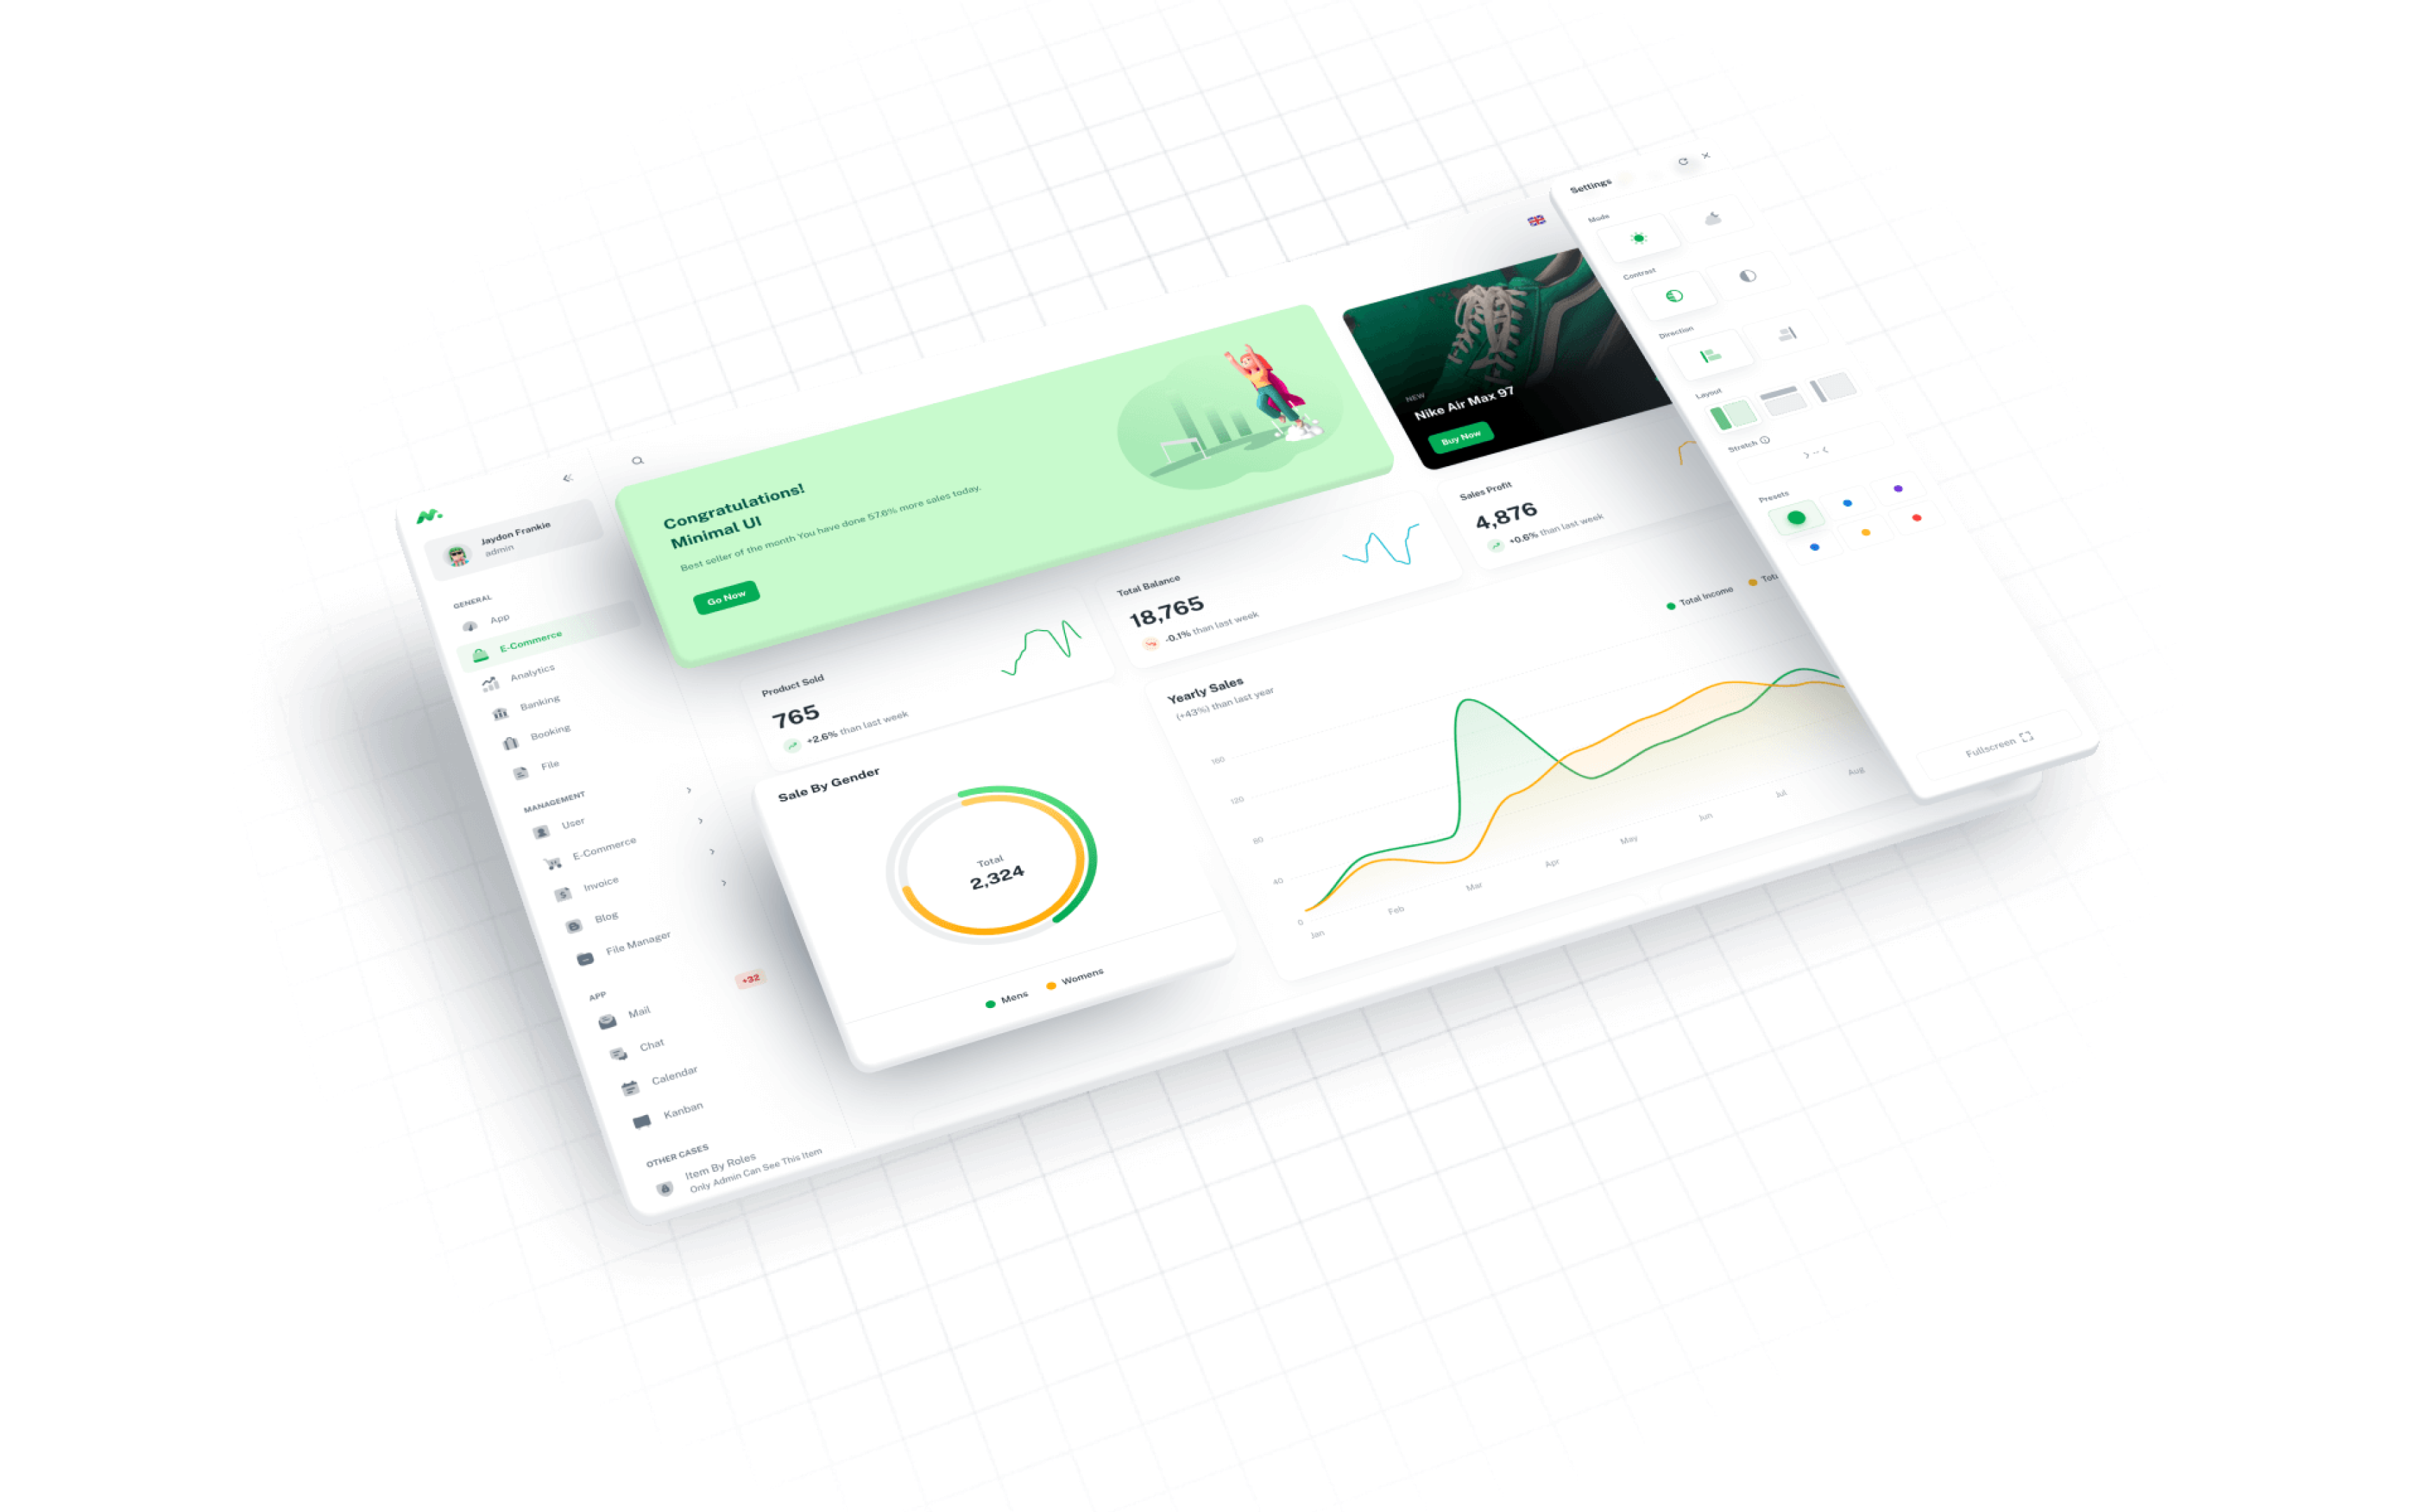 Jaydon Frankie
admin
GENERAL
App
E-Commerce
Analytics
Banking
Booking
File
MANAGEMENT
User
E-Commerce
Invoice
Blog
File Manager
APP
Mail
+32
Chat
Calendar
Kanban
OTHER CASES
Item By Roles
Only Admin Can See This Item
Congratulations!
Minimal UI
Best seller of the month You have done 57.6% more sales today.
Go Now
NEW
Nike Air Max 97
Buy Now
Product Sold
765
+2.6% than last week
Total Balance
18,765
-0.1% than last week
Sales Profit
4,876
+0.6% than last week
Sale By Gender
Total
2,324
Mens
Womens
Yearly Sales
(+43%) than last year
Total Income
160
120
80
40
0
Jan
Feb
Mar
Apr
May
Jun
Jul
Aug
Settings
Mode
Contrast
Direction
Layout
Stretch
Presets
Fullscreen